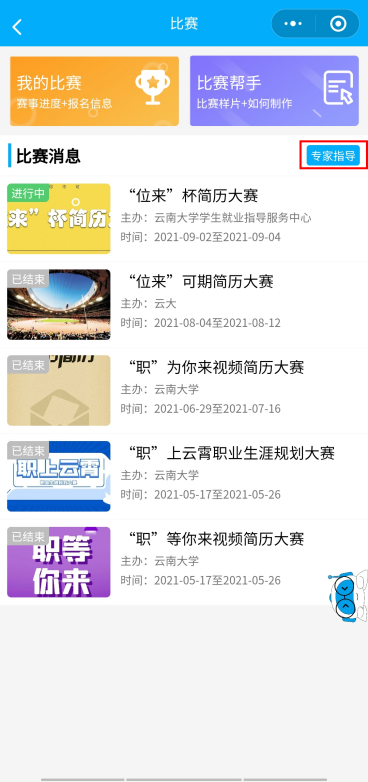 比赛
我的比赛
赛事进度+报名信息
比赛帮手
比赛样片+如何制作
比赛消息
专家指导
进行中
来”杯简历大
“位来”杯简历大赛
主办：云南大学学生就业指导服务中心
时间：2021-09-02至2021-09-04
已结束
“位来”可期简历大赛
主办：云大
时间：2021-08-04至2021-08-12
已结束
“职”为你来视频简历大赛
主办：云南大学
时间：2021-06-29至2021-07-16
已结束
职上云霄
“职”上云霄职业生涯规划大赛
主办：云南大学
时间：2021-05-17至2021-05-26
已结束
职等
你来
“职”等你来视频简历大赛
主办：云南大学
时间：2021-05-17至2021-05-26